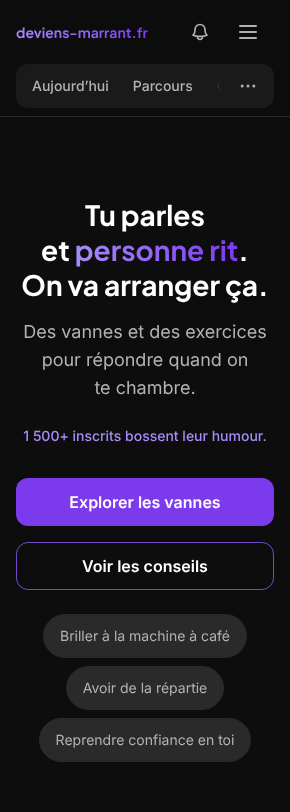 deviens-marrant.fr
Aujourd’hui Parcours
Tu parles
et personne rit.
On va arranger ça.
Des vannes et des exercices
pour répondre quand on
te chambre.
1 500+ inscrits bossent leur humour.
Explorer les vannes
Voir les conseils
Briller à la machine à café
Avoir de la répartie
Reprendre confiance en toi